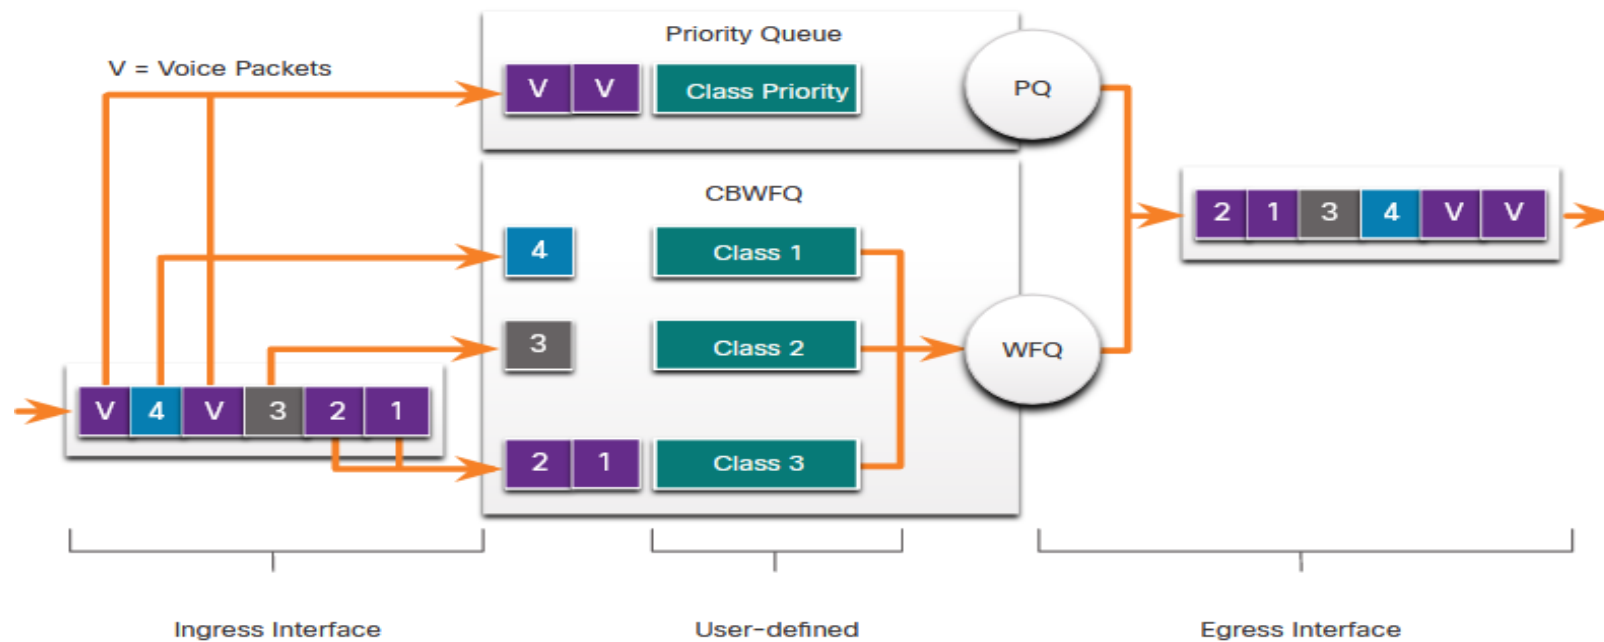 Priority Queue
V = Voice Packets
V V Class Priority
PQ
CBWFQ
2 1 3 4 V V
4 Class 1
3 Class 2
WFQ
V 4 V 3 2 1
2 1 Class 3
Ingress Interface
User-defined
Egress Interface